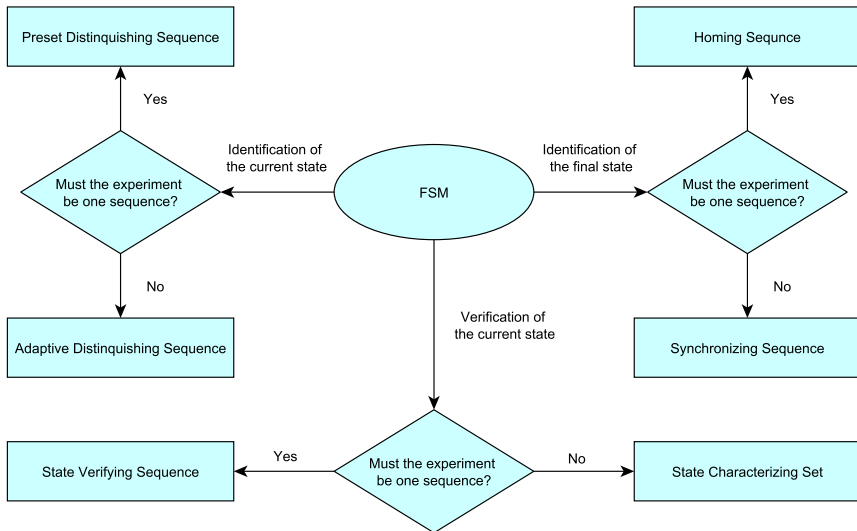 Preset Distinquishing Sequence
Homing Sequnce
Yes
Yes
Identification of
the current state
Identification of
the final state
Must the experiment
be one sequence?
FSM
Must the experiment
be one sequence?
No
No
Verification of
the current state
Adaptive Distinquishing Sequence
Synchronizing Sequence
Yes
No
State Verifying Sequence
Must the experiment
be one sequence?
State Characterizing Set